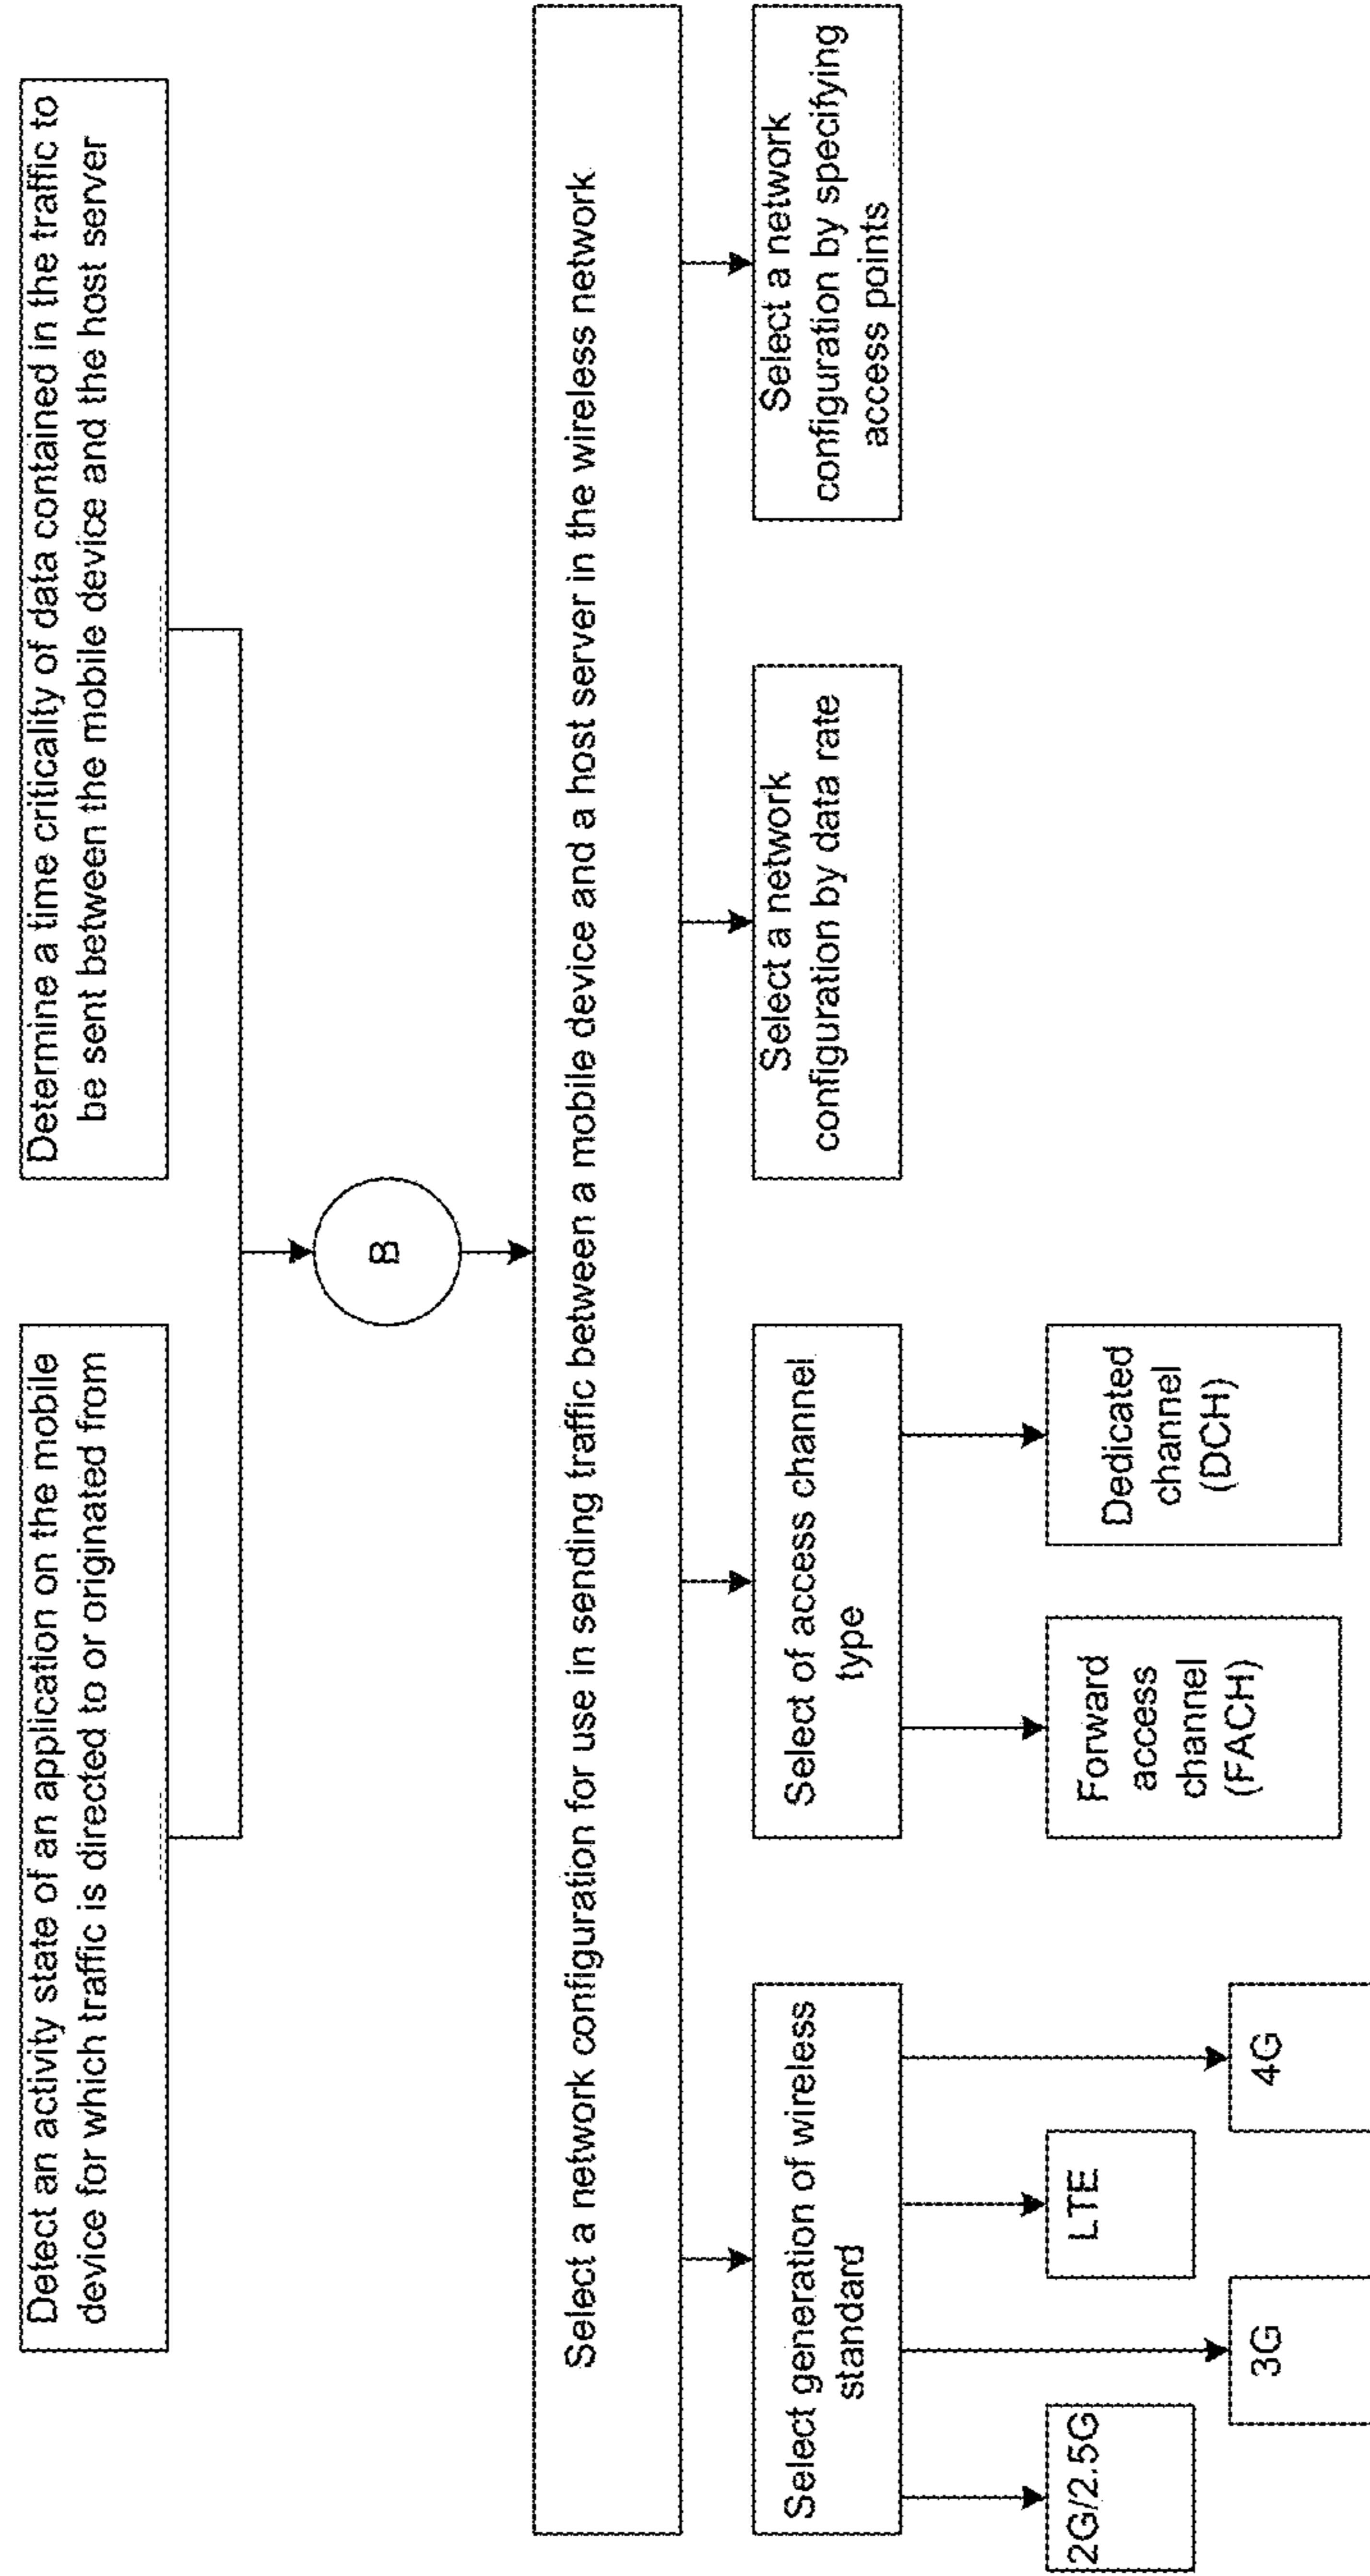 Detect an activity state of an application on the mobile
device for which traffic is directed to or originated from
Determine a time criticality of data contained in the traffic to
be sent between the mobile device and the host server
B
Select a network configuration for use in sending traffic between a mobile device and a host server in the wireless network
Select generation of wireless
standard
Select of access channel
type
Select a network
configuration by data rate
Select a network
configuration by specifying
access points
2G/2.5G
3G
LTE
4G
Forward
access
channel
(FACH)
Dedicated
channel
(DCH)